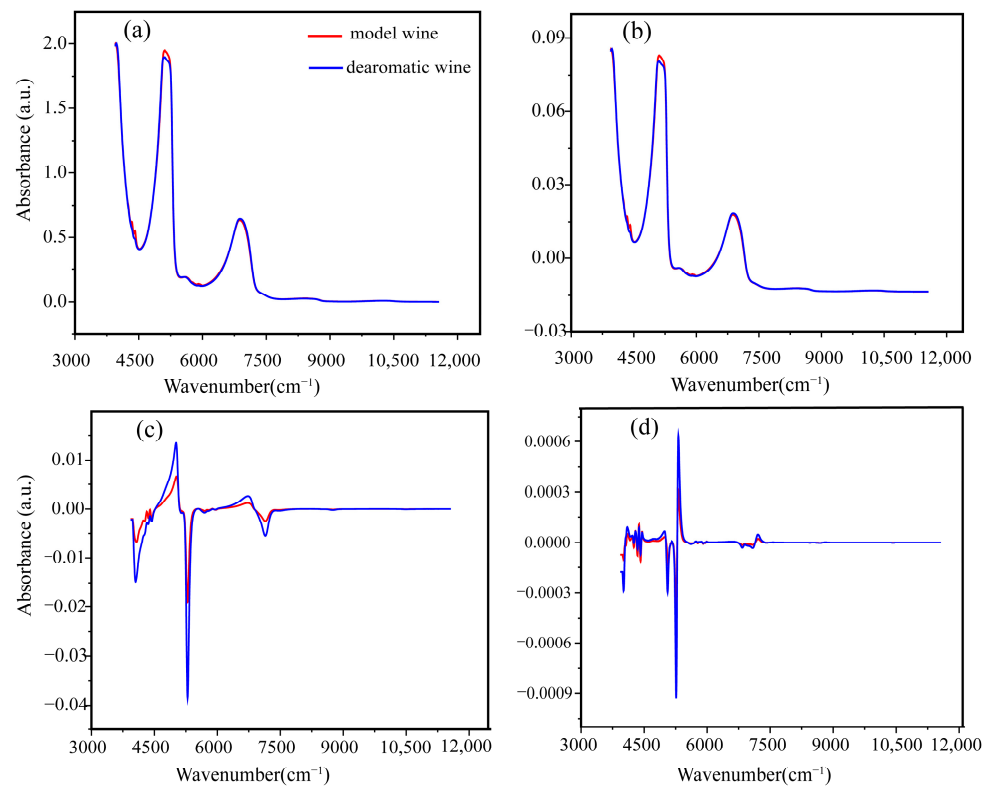 (a)
model wine
dearomatic wine
2.0
1.5
1.0
0.5
0.0
Absorbance (a.u.)
3000 4500 6000 7500 9000 10,500 12,000
Wavenumber(cm⁻¹)
(b)
0.09
0.06
0.03
0.00
−0.03
3000 4500 6000 7500 9000 10,500 12,000
Wavenumber(cm⁻¹)
(c)
0.01
0.00
−0.01
−0.02
−0.03
−0.04
Absorbance (a.u.)
3000 4500 6000 7500 9000 10,500 12,000
Wavenumber(cm⁻¹)
(d)
0.0006
0.0003
0.0000
−0.0003
−0.0006
−0.0009
3000 4500 6000 7500 9000 10,500 12,000
Wavenumber(cm⁻¹)